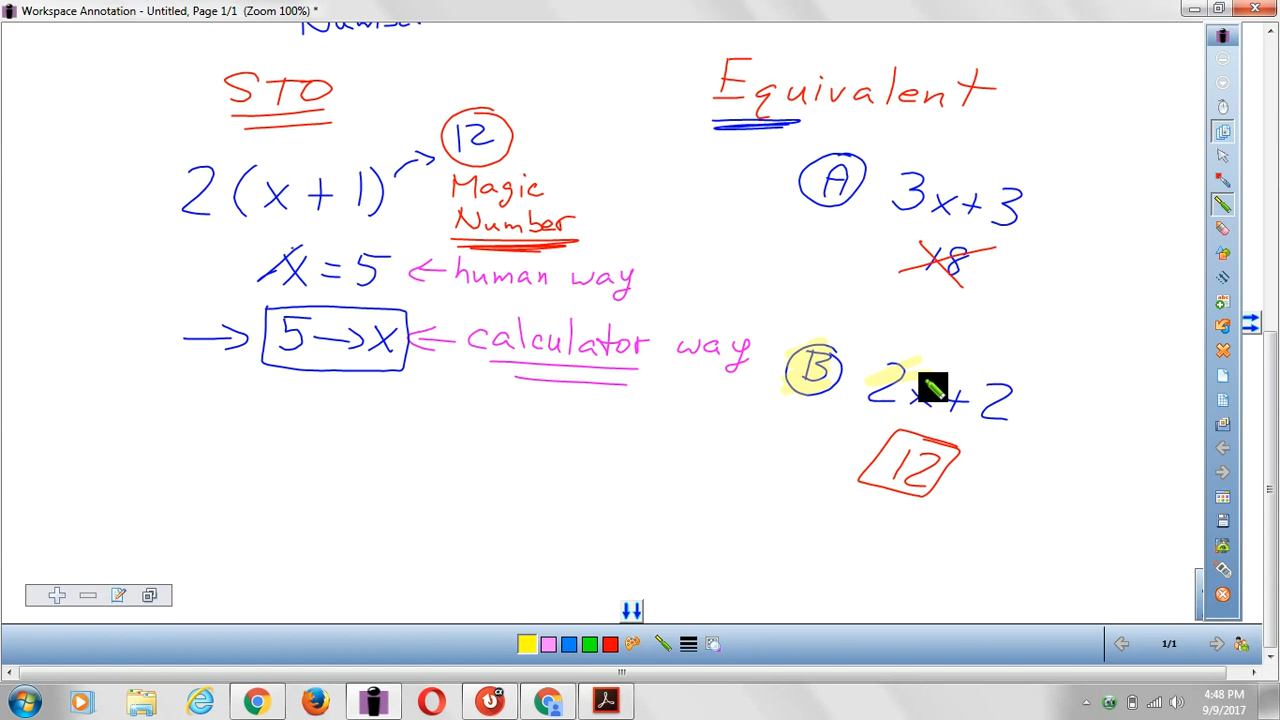 Workspace Annotation - Untitled, Page 1/1 (Zoom 100%) *
STO
2(x + 1)
12
Magic
Number
x = 5 ← human way
→ 5 → x ← calculator way
Equivalent
A 3x + 3
18
B 2x + 2
12
1/1
4:48 PM
9/9/2017